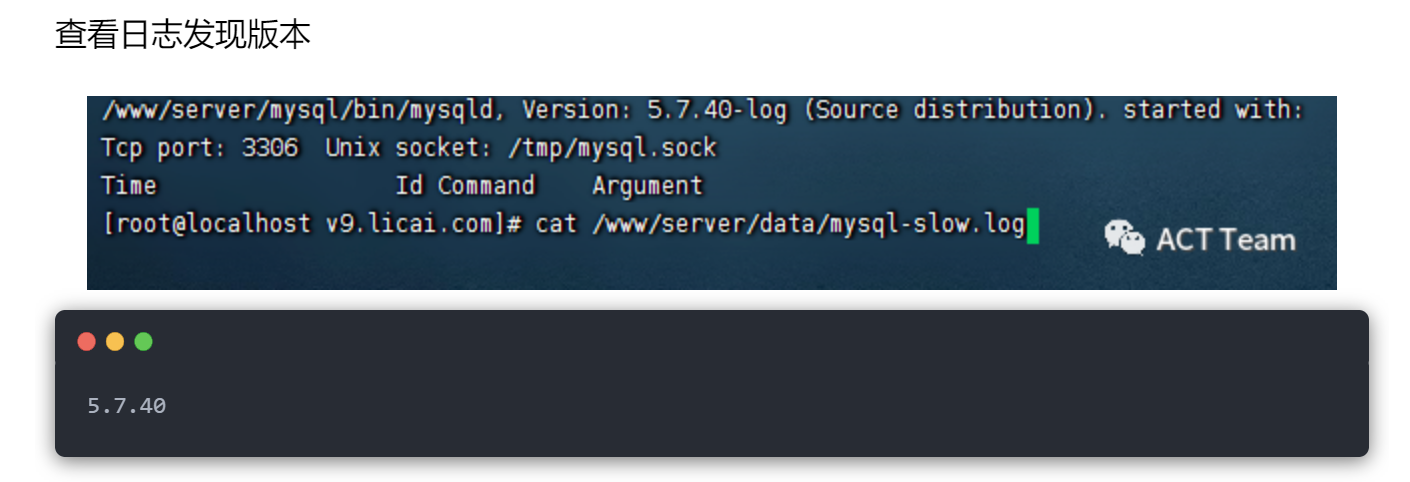 查看日志发现版本
/www/server/mysql/bin/mysqld, Version: 5.7.40-log (Source distribution). started with:
Tcp port: 3306  Unix socket: /tmp/mysql.sock
Time                 Id Command    Argument
[root@localhost v9.licai.com]# cat /www/server/data/mysql-slow.log
ACT Team
5.7.40